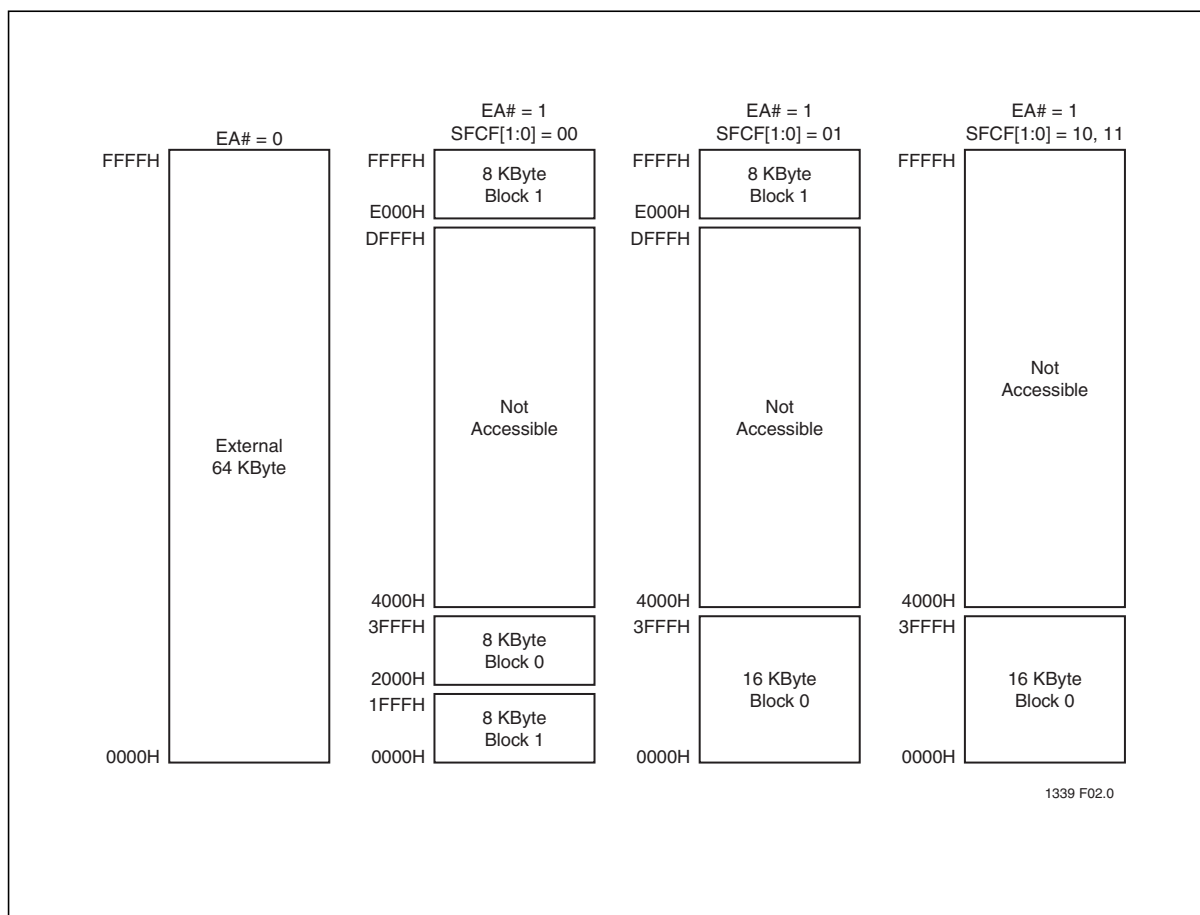 EA# = 0
FFFFH
External
64 KByte
0000H
EA# = 1
SFCF[1:0] = 00
FFFFH
8 KByte
Block 1
E000H
DFFFH
Not
Accessible
4000H
3FFFH
8 KByte
Block 0
2000H
1FFFH
8 KByte
Block 1
0000H
EA# = 1
SFCF[1:0] = 01
FFFFH
8 KByte
Block 1
E000H
DFFFH
Not
Accessible
4000H
3FFFH
16 KByte
Block 0
0000H
EA# = 1
SFCF[1:0] = 10, 11
FFFFH
Not
Accessible
4000H
3FFFH
16 KByte
Block 0
0000H
1339 F02.0